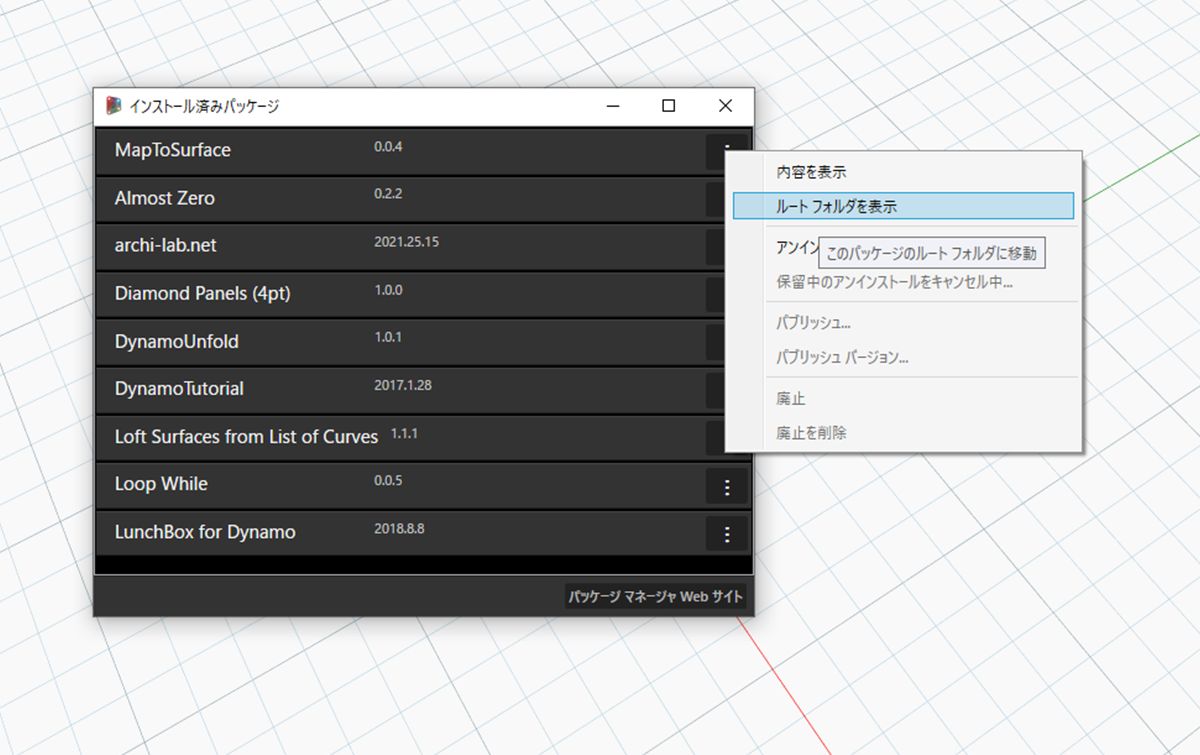 インストール済みパッケージ
MapToSurface 0.0.4
Almost Zero 0.2.2
archi-lab.net 2021.25.15
Diamond Panels (4pt) 1.0.0
DynamoUnfold 1.0.1
DynamoTutorial 2017.1.28
Loft Surfaces from List of Curves 1.1.1
Loop While 0.0.5
LunchBox for Dynamo 2018.8.8
パッケージ マネージャ Web サイト
内容を表示
ルート フォルダを表示
アンイン
このパッケージのルート フォルダに移動
保留中のアンインストールをキャンセル中...
パブリッシュ...
パブリッシュ バージョン...
廃止
廃止を削除